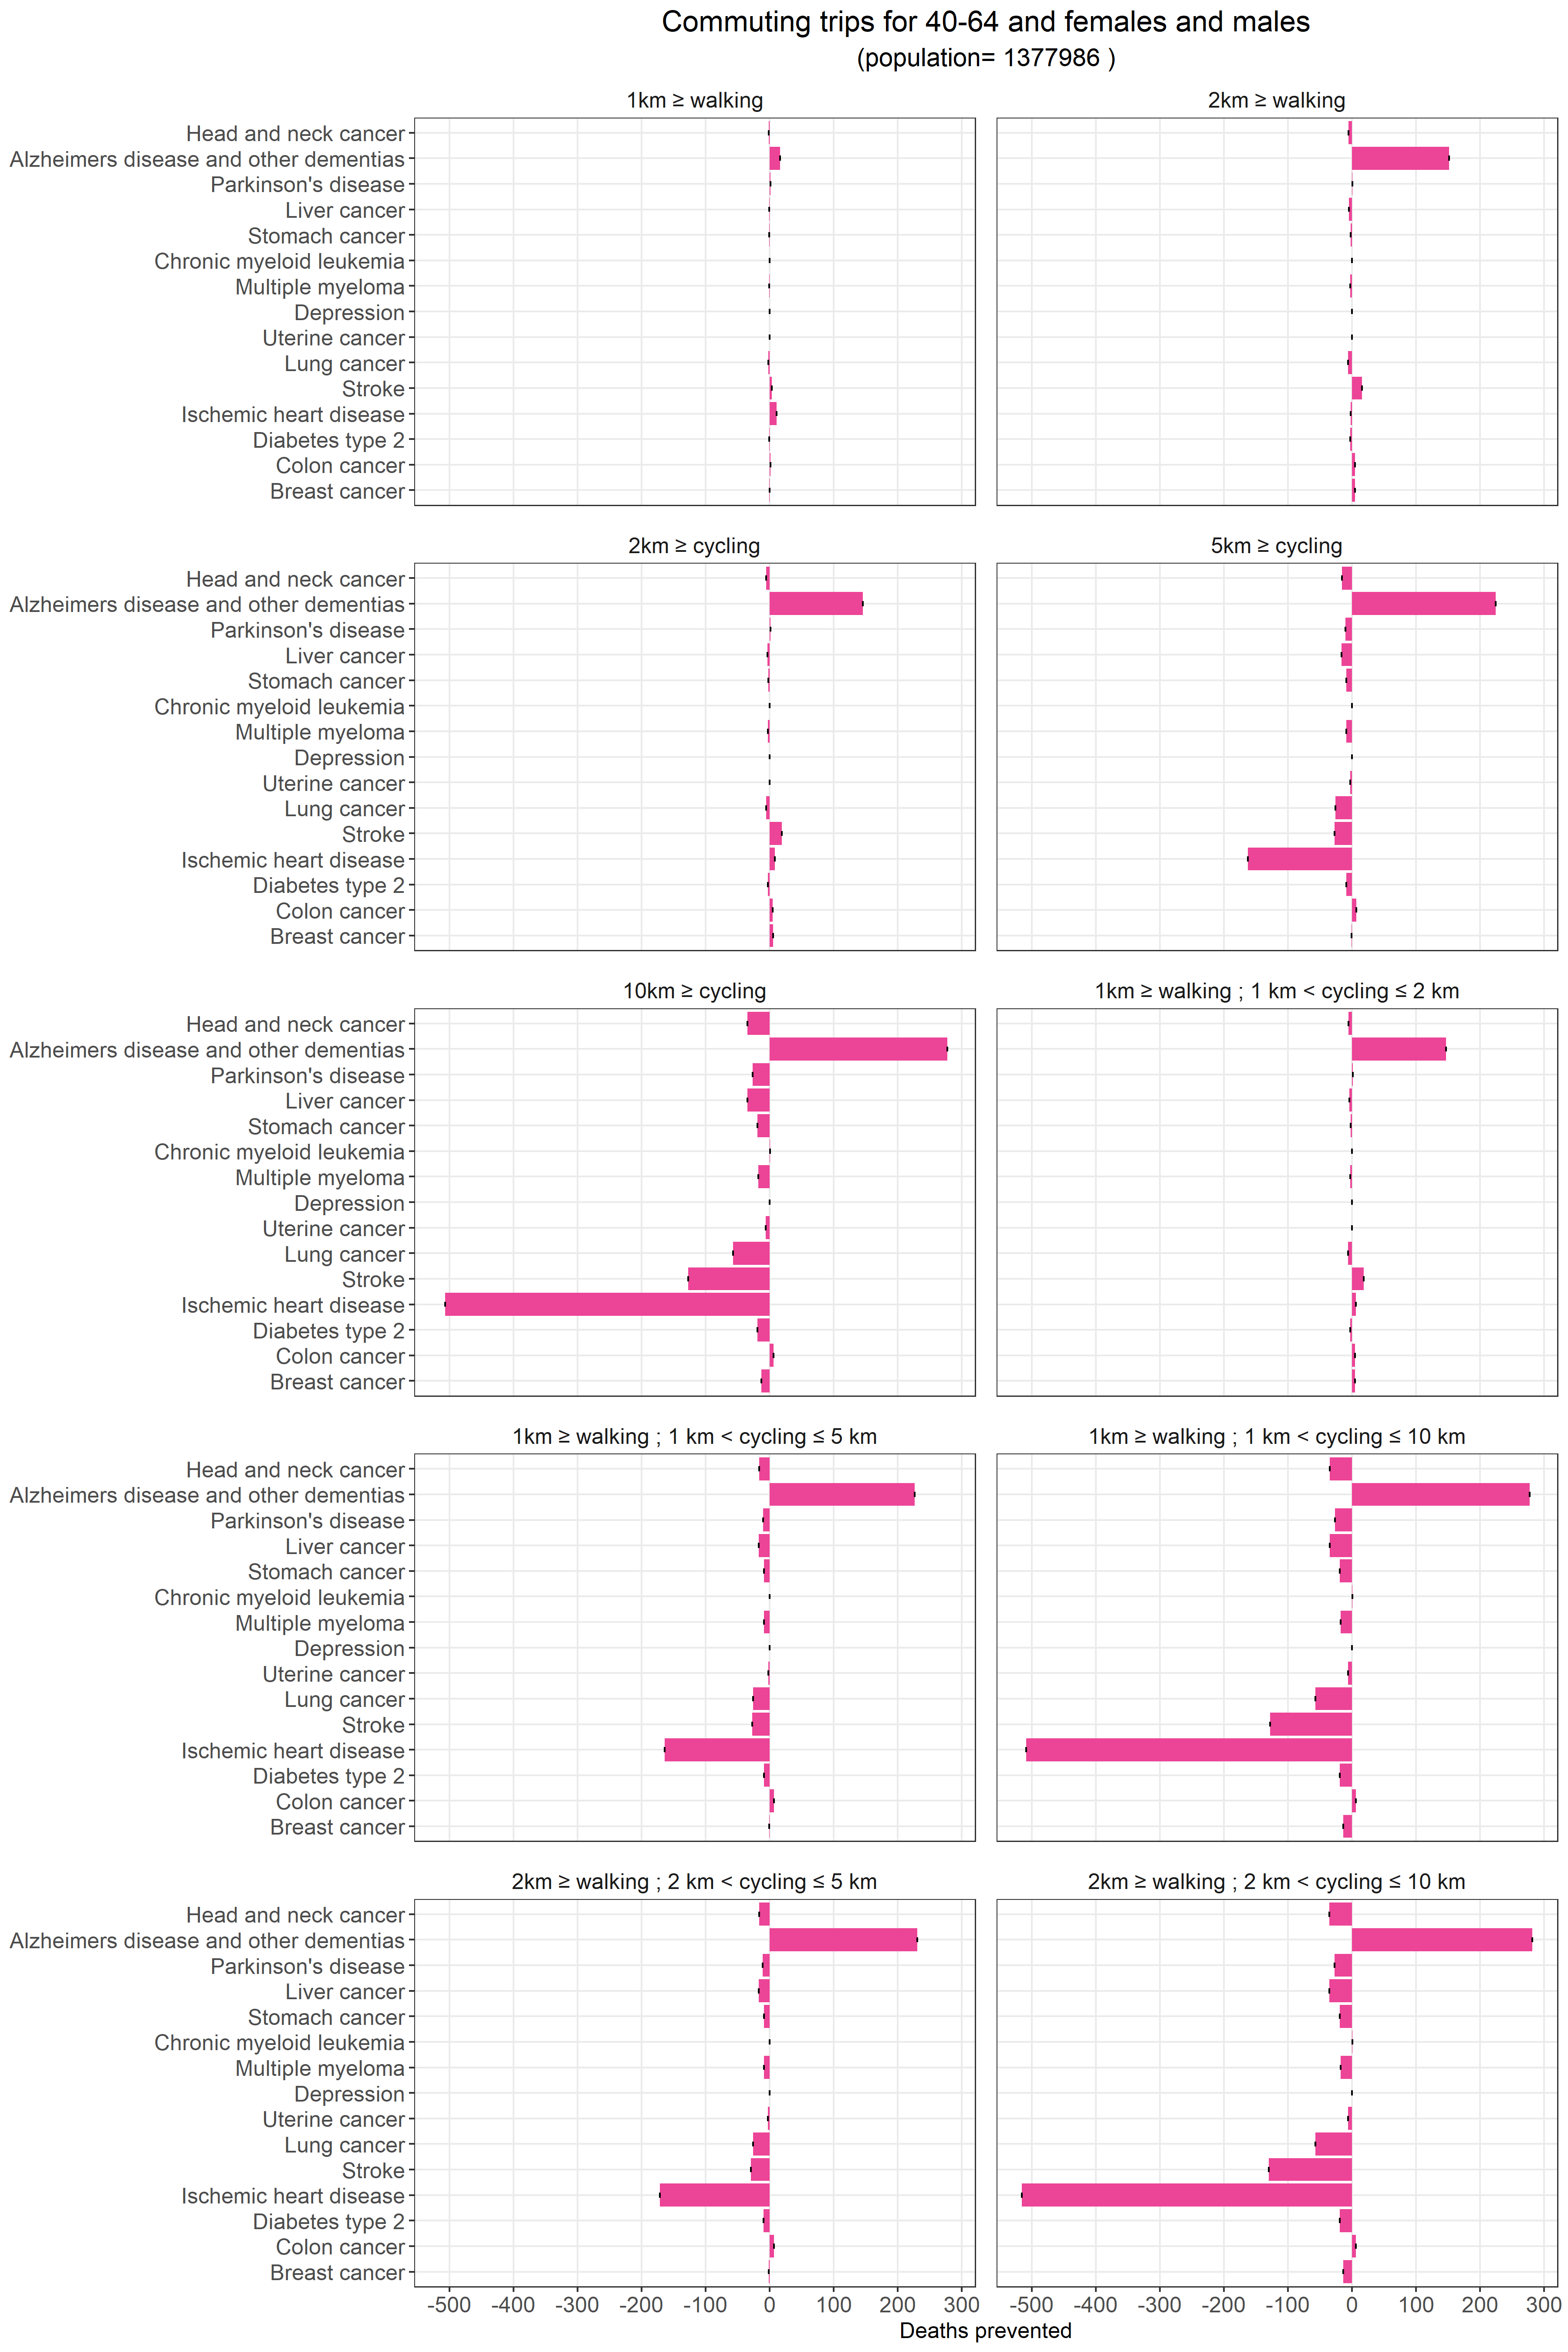 Commuting trips for 40-64 and females and males
(population= 1377986 )
1km ≥ walking
2km ≥ walking
Head and neck cancer
Alzheimers disease and other dementias
Parkinson's disease
Liver cancer
Stomach cancer
Chronic myeloid leukemia
Multiple myeloma
Depression
Uterine cancer
Lung cancer
Stroke
Ischemic heart disease
Diabetes type 2
Colon cancer
Breast cancer
2km ≥ cycling
5km ≥ cycling
Head and neck cancer
Alzheimers disease and other dementias
Parkinson's disease
Liver cancer
Stomach cancer
Chronic myeloid leukemia
Multiple myeloma
Depression
Uterine cancer
Lung cancer
Stroke
Ischemic heart disease
Diabetes type 2
Colon cancer
Breast cancer
10km ≥ cycling
1km ≥ walking ; 1 km < cycling ≤ 2 km
Head and neck cancer
Alzheimers disease and other dementias
Parkinson's disease
Liver cancer
Stomach cancer
Chronic myeloid leukemia
Multiple myeloma
Depression
Uterine cancer
Lung cancer
Stroke
Ischemic heart disease
Diabetes type 2
Colon cancer
Breast cancer
1km ≥ walking ; 1 km < cycling ≤ 5 km
1km ≥ walking ; 1 km < cycling ≤ 10 km
Head and neck cancer
Alzheimers disease and other dementias
Parkinson's disease
Liver cancer
Stomach cancer
Chronic myeloid leukemia
Multiple myeloma
Depression
Uterine cancer
Lung cancer
Stroke
Ischemic heart disease
Diabetes type 2
Colon cancer
Breast cancer
2km ≥ walking ; 2 km < cycling ≤ 5 km
2km ≥ walking ; 2 km < cycling ≤ 10 km
Head and neck cancer
Alzheimers disease and other dementias
Parkinson's disease
Liver cancer
Stomach cancer
Chronic myeloid leukemia
Multiple myeloma
Depression
Uterine cancer
Lung cancer
Stroke
Ischemic heart disease
Diabetes type 2
Colon cancer
Breast cancer
-500 -400 -300 -200 -100 0 100 200 300
-500 -400 -300 -200 -100 0 100 200 300
Deaths prevented